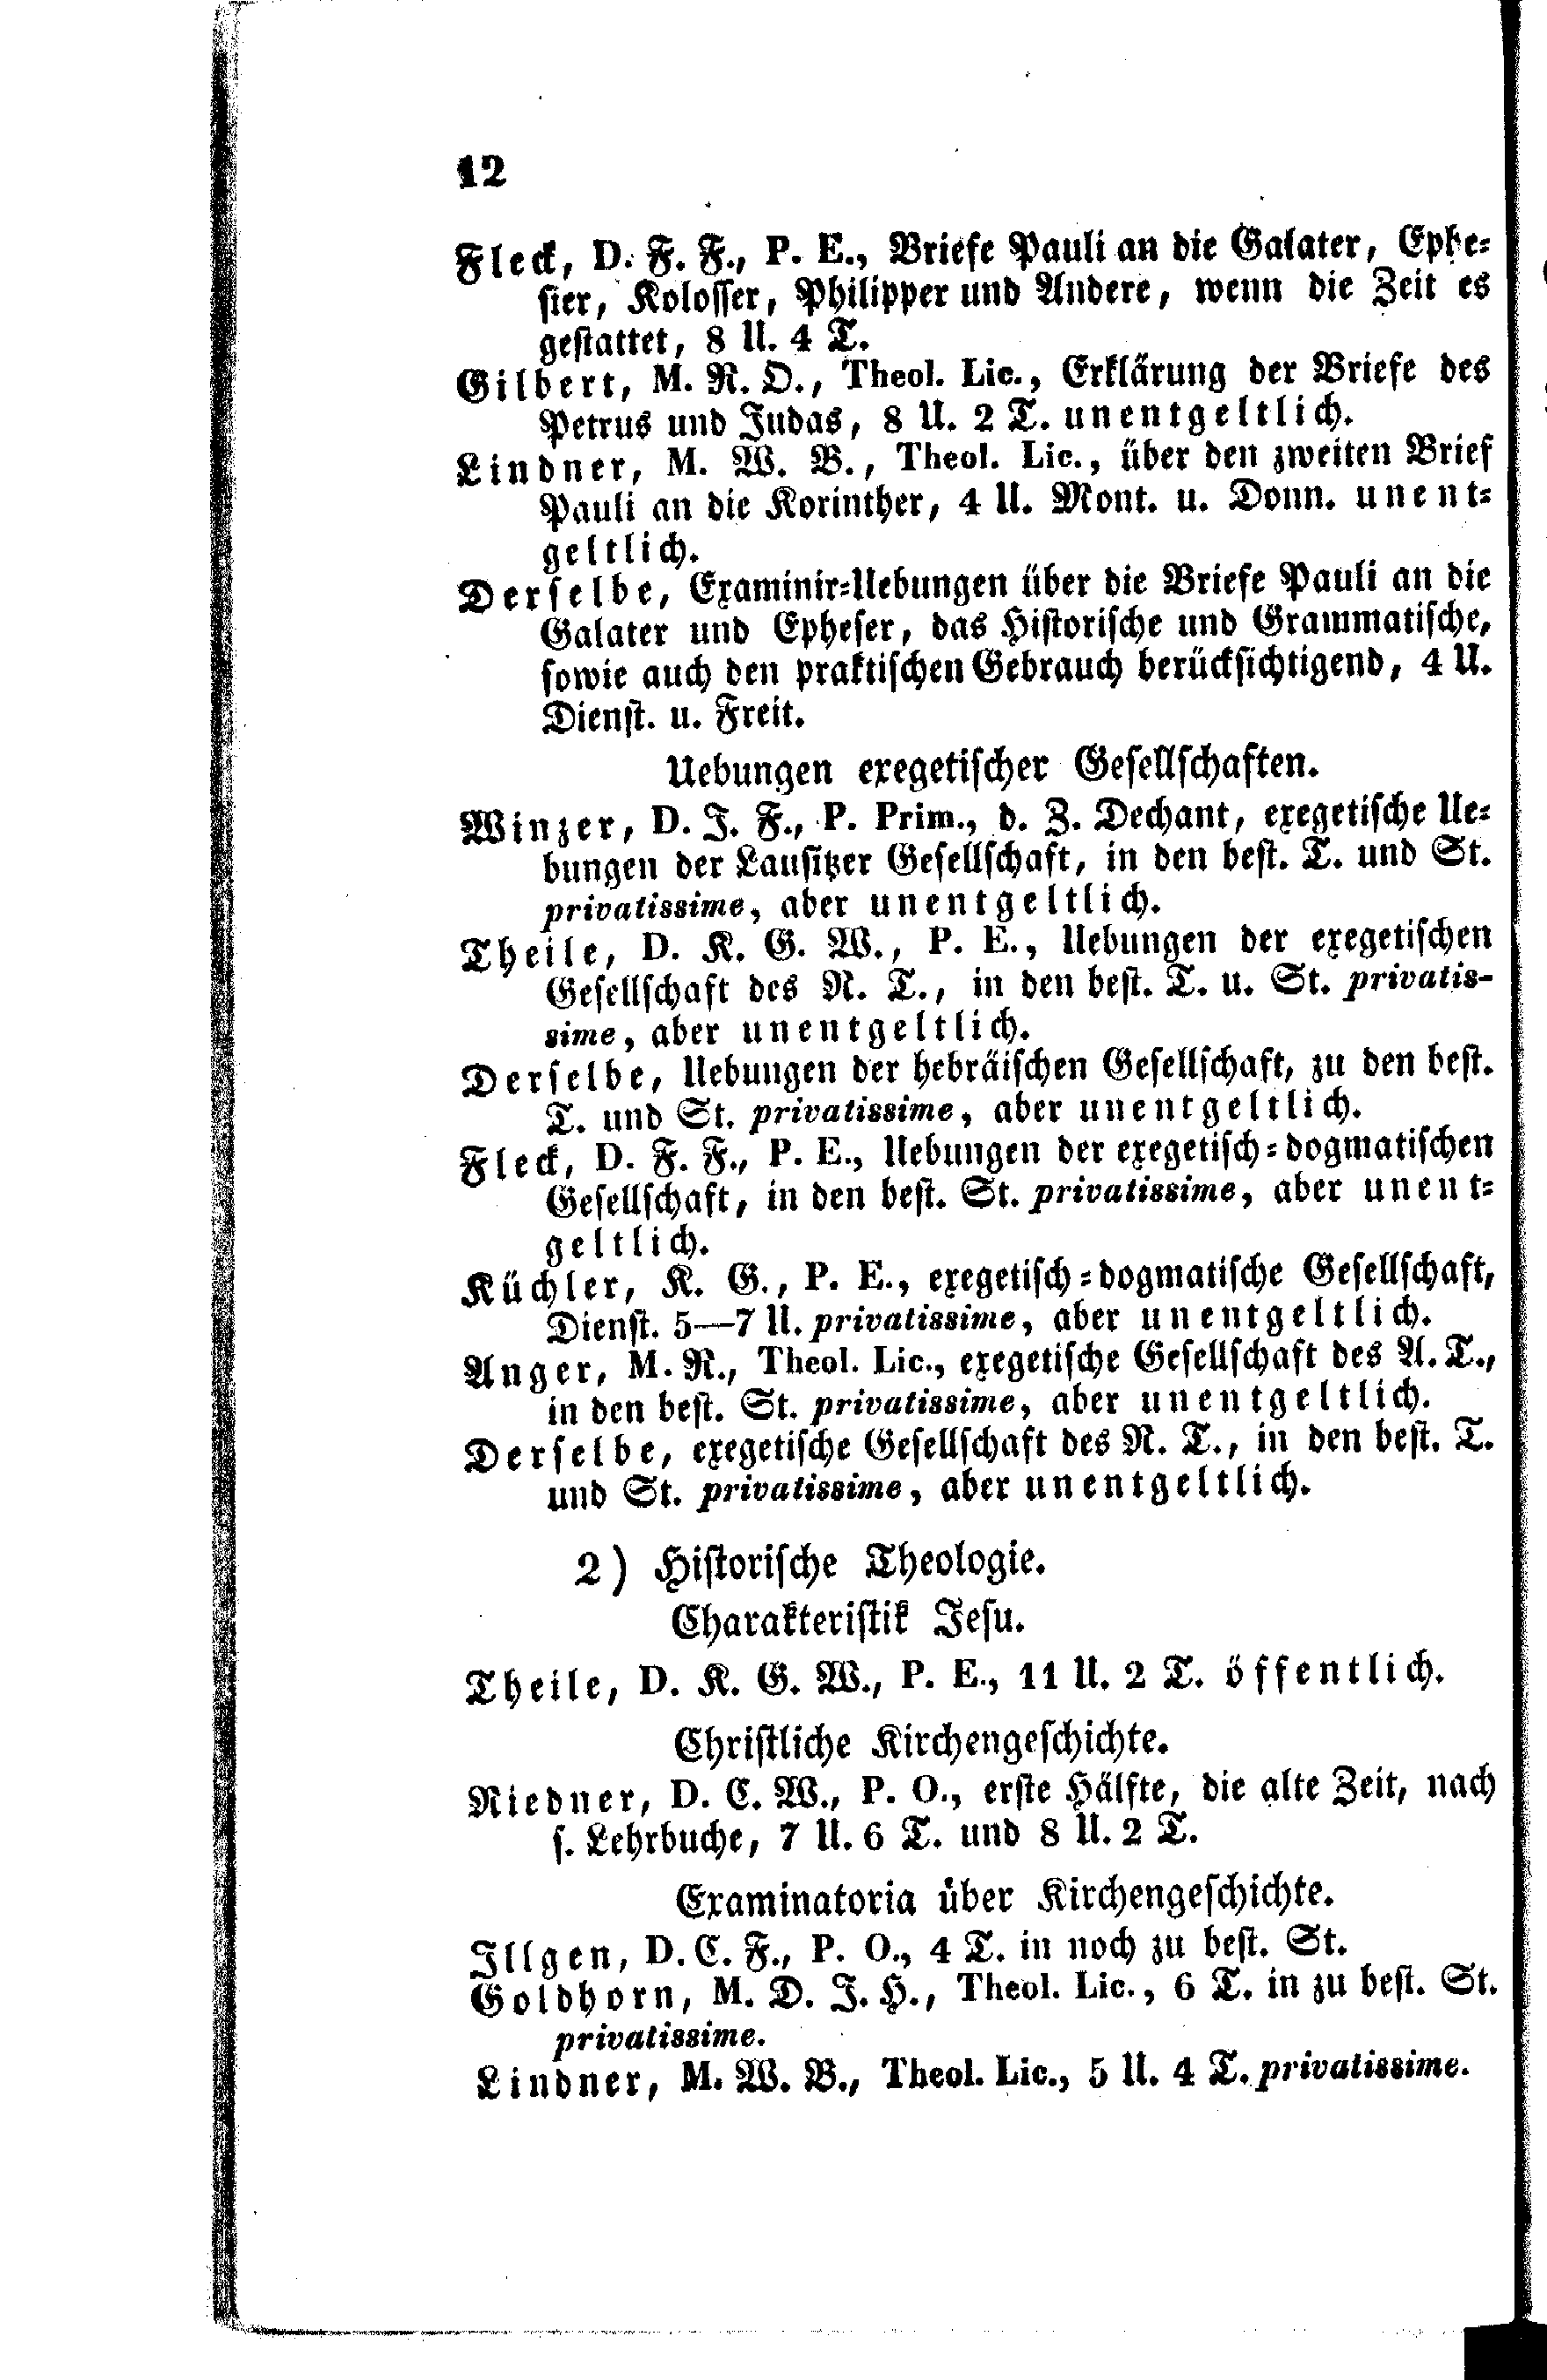 12
Fleck, D. F. F., P. E., Briefe Pauli an die Galater, Ephe-
sier, Kolosser, Philipper und Andere, wenn die Zeit es
gestattet, 8 U. 4 T.
Gilbert, M. R. O., Theol. Lic., Erklärung der Briefe des
Petrus und Judas, 8 U. 2 T. unentgeltlich.
Lindner, M. W. B., Theol. Lic., über den zweiten Brief
Pauli an die Korinther, 4 U. Mont. u. Donn. unent-
geltlich.
Derselbe, Examinir-Uebungen über die Briefe Pauli an die
Galater und Epheser, das Historische und Grammatische,
sowie auch den praktischen Gebrauch berücksichtigend, 4 U.
Dienst. u. Freit.
Uebungen exegetischer Gesellschaften.
Winzer, D. J. F., P. Prim., d. Z. Dechant, exegetische Ue-
bungen der Lausitzer Gesellschaft, in den best. T. und St.
privatissime, aber unentgeltlich.
Theile, D. K. G. W., P. E., Uebungen der exegetischen
Gesellschaft des N. T., in den best. T. u. St. privatis-
sime, aber unentgeltlich.
Derselbe, Uebungen der hebräischen Gesellschaft, zu den best.
T. und St. privatissime, aber unentgeltlich.
Fleck, D. F. F., P. E., Uebungen der exegetisch-dogmatischen
Gesellschaft, in den best. St. privatissime, aber unent-
geltlich.
Küchler, K. G., P. E., exegetisch-dogmatische Gesellschaft,
Dienst. 5—7 U. privatissime, aber unentgeltlich.
Anger, M. R., Theol. Lic., exegetische Gesellschaft des A. T.,
in den best. St. privatissime, aber unentgeltlich.
Derselbe, exegetische Gesellschaft des N. T., in den best. T.
und St. privatissime, aber unentgeltlich.
2) Historische Theologie.
Charakteristik Jesu.
Theile, D. K. G. W., P. E., 11 U. 2 T. öffentlich.
Christliche Kirchengeschichte.
Niedner, D. C. W., P. O., erste Hälfte, die alte Zeit, nach
s. Lehrbuche, 7 U. 6 T. und 8 U. 2 T.
Examinatoria über Kirchengeschichte.
Illgen, D. C. F., P. O., 4 T. in noch zu best. St.
Goldhorn, M. D. J. H., Theol. Lic., 6 T. in zu best. St.
privatissime.
Lindner, M. W. B., Theol. Lic., 5 U. 4 T. privatissime.